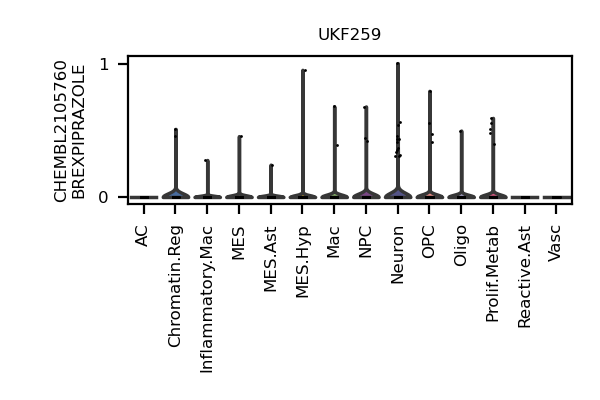 UKF259
CHEMBL2105760
BREXPIPRAZOLE
1
0
AC
Chromatin.Reg
Inflammatory.Mac
MES
MES.Ast
MES.Hyp
Mac
NPC
Neuron
OPC
Oligo
Prolif.Metab
Reactive.Ast
Vasc